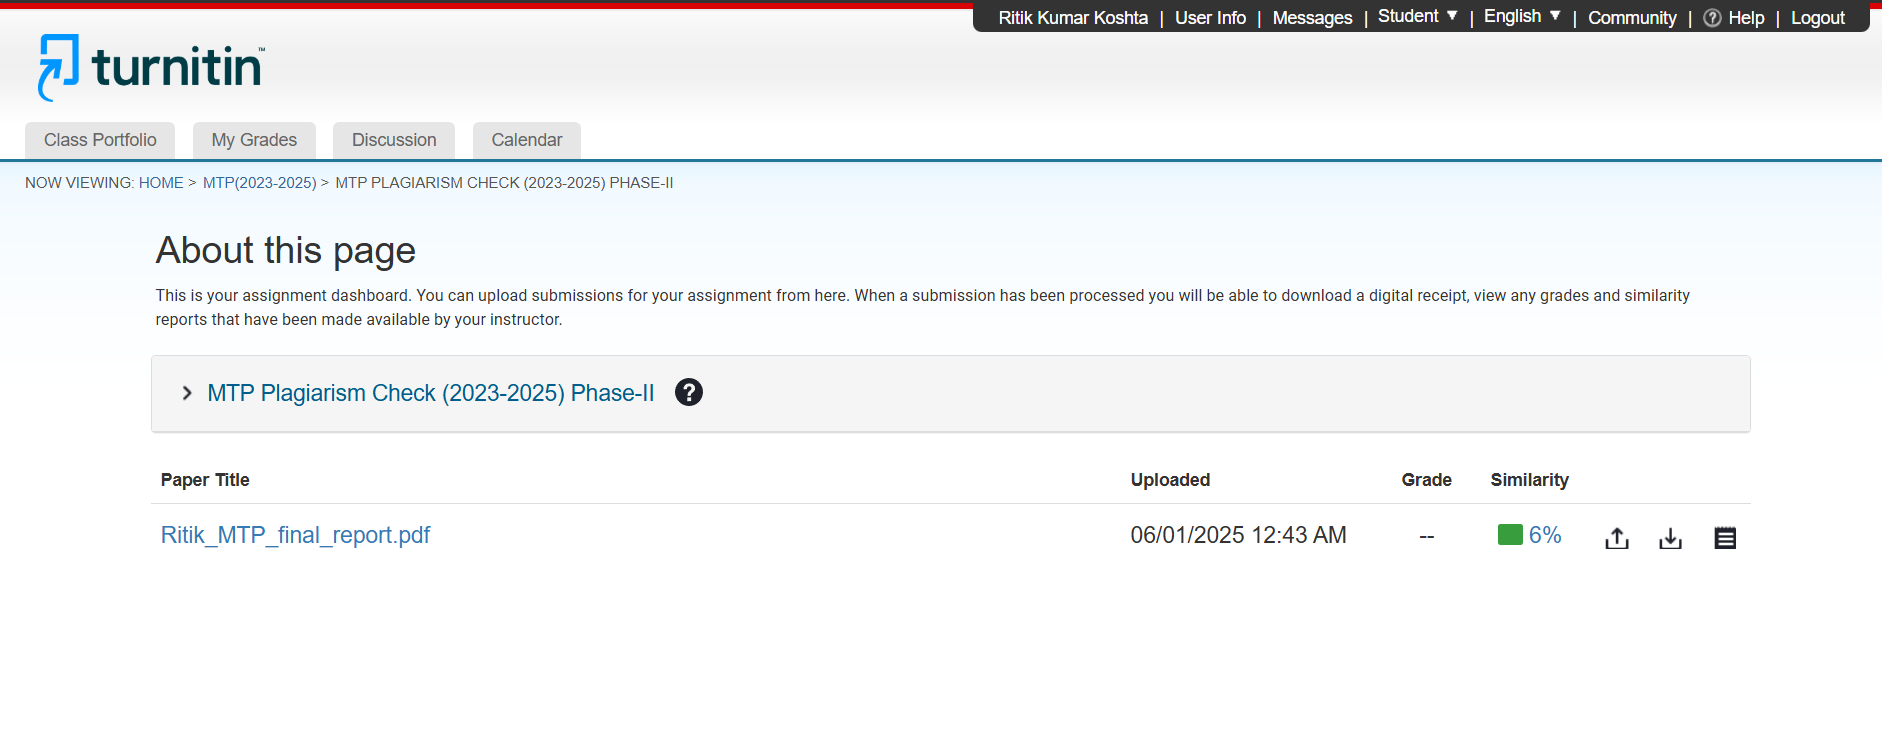 Ritik Kumar Koshta | User Info | Messages | Student ▼ | English ▼ | Community | ? Help | Logout
turnitin™
Class Portfolio My Grades Discussion Calendar
NOW VIEWING: HOME > MTP(2023-2025) > MTP PLAGIARISM CHECK (2023-2025) PHASE-II
About this page
This is your assignment dashboard. You can upload submissions for your assignment from here. When a submission has been processed you will be able to download a digital receipt, view any grades and similarity
reports that have been made available by your instructor.
MTP Plagiarism Check (2023-2025) Phase-II ?
Paper Title Uploaded Grade Similarity
Ritik_MTP_final_report.pdf 06/01/2025 12:43 AM -- 6%